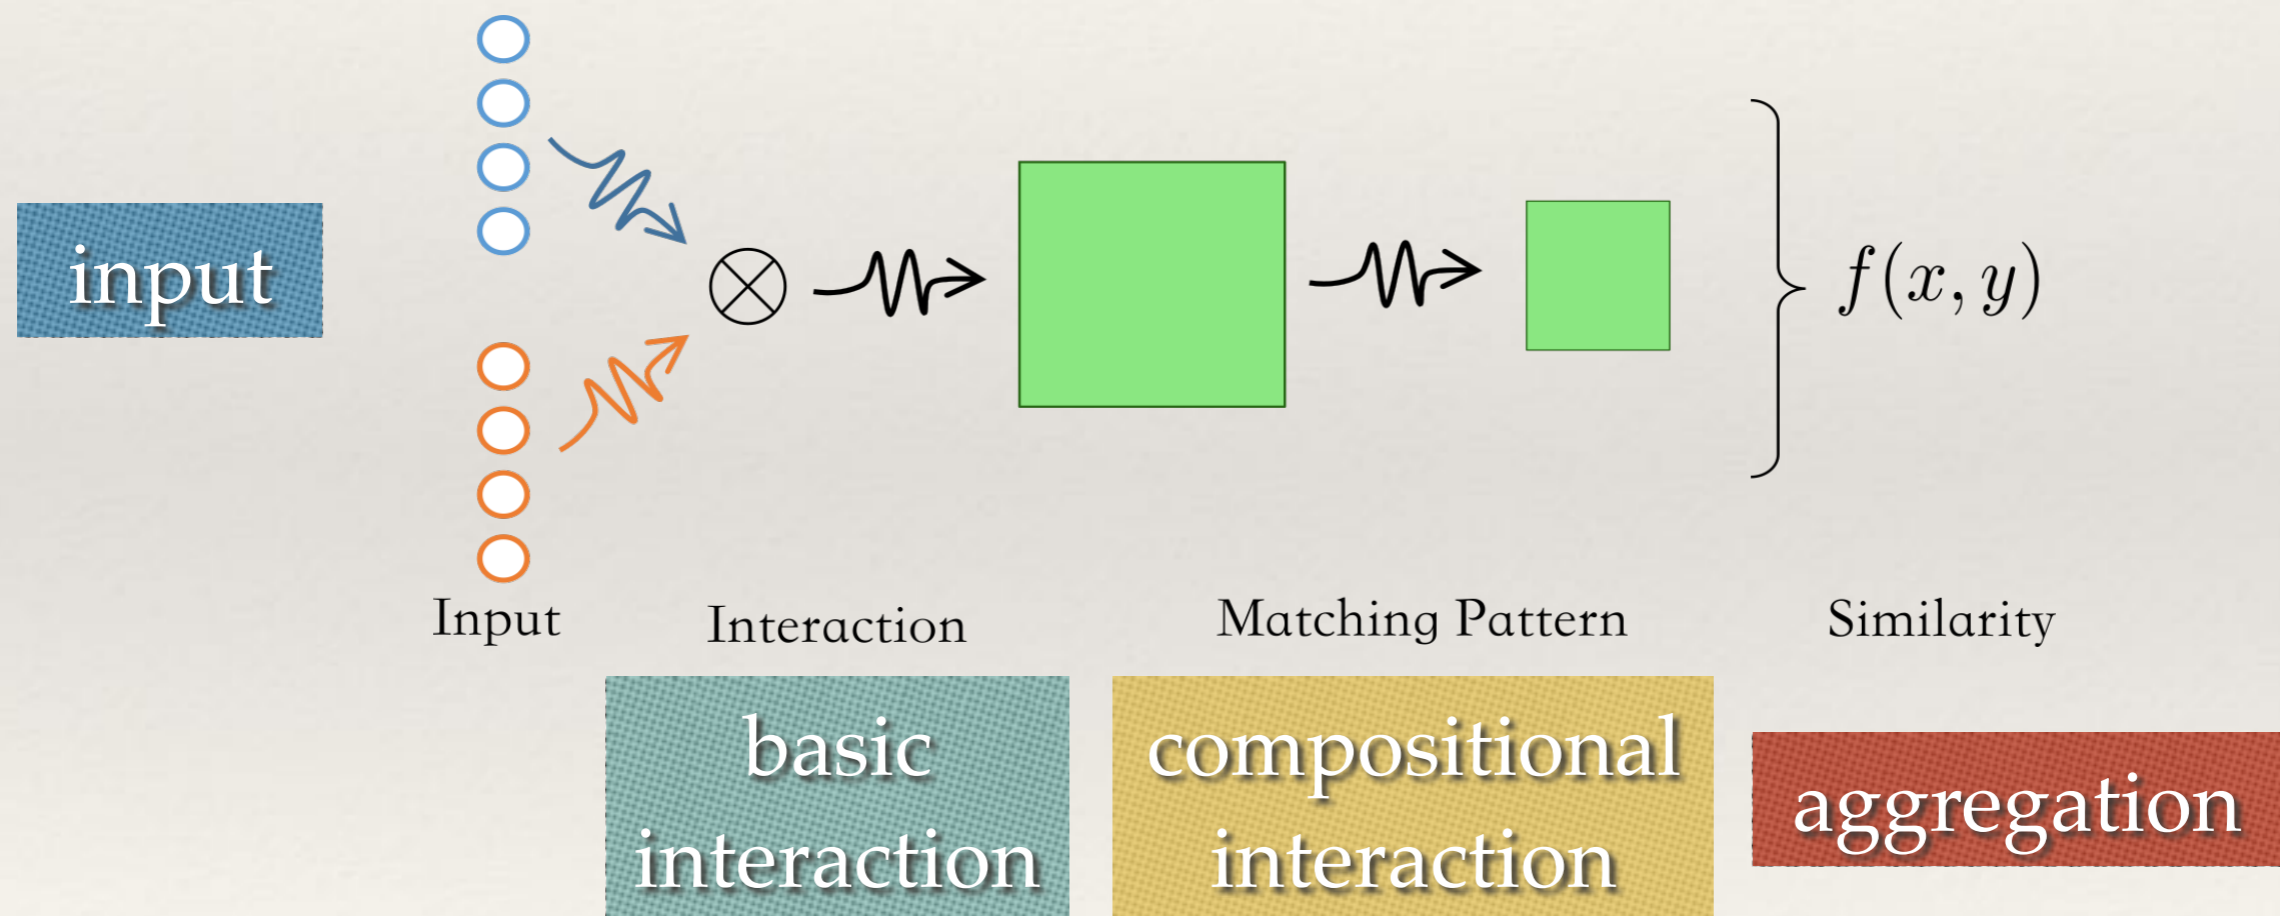 input
f(x, y)
Input
Interaction
Matching Pattern
Similarity
basic
interaction
compositional
interaction
aggregation